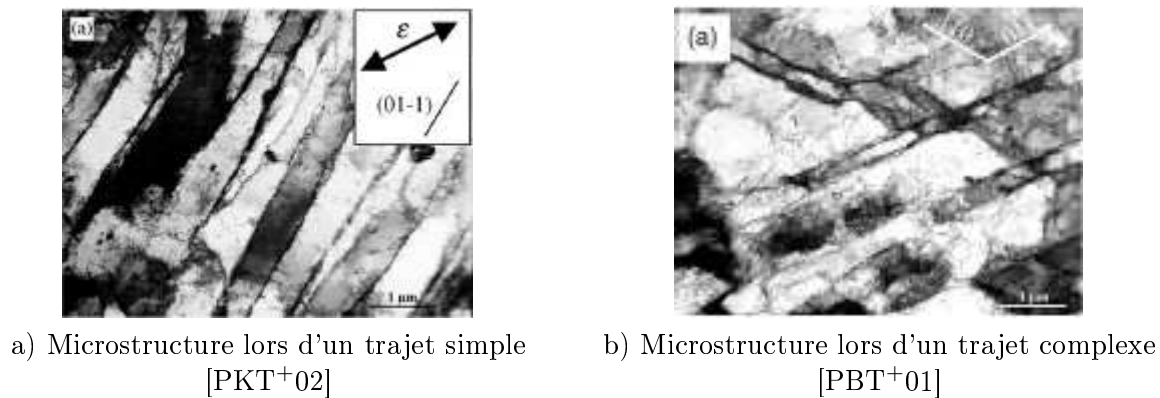 (a)
ε
(01-1)
1 µm
(a)
1 µm
a) Microstructure lors d'un trajet simple
[PKT+02]
b) Microstructure lors d'un trajet complexe
[PBT+01]